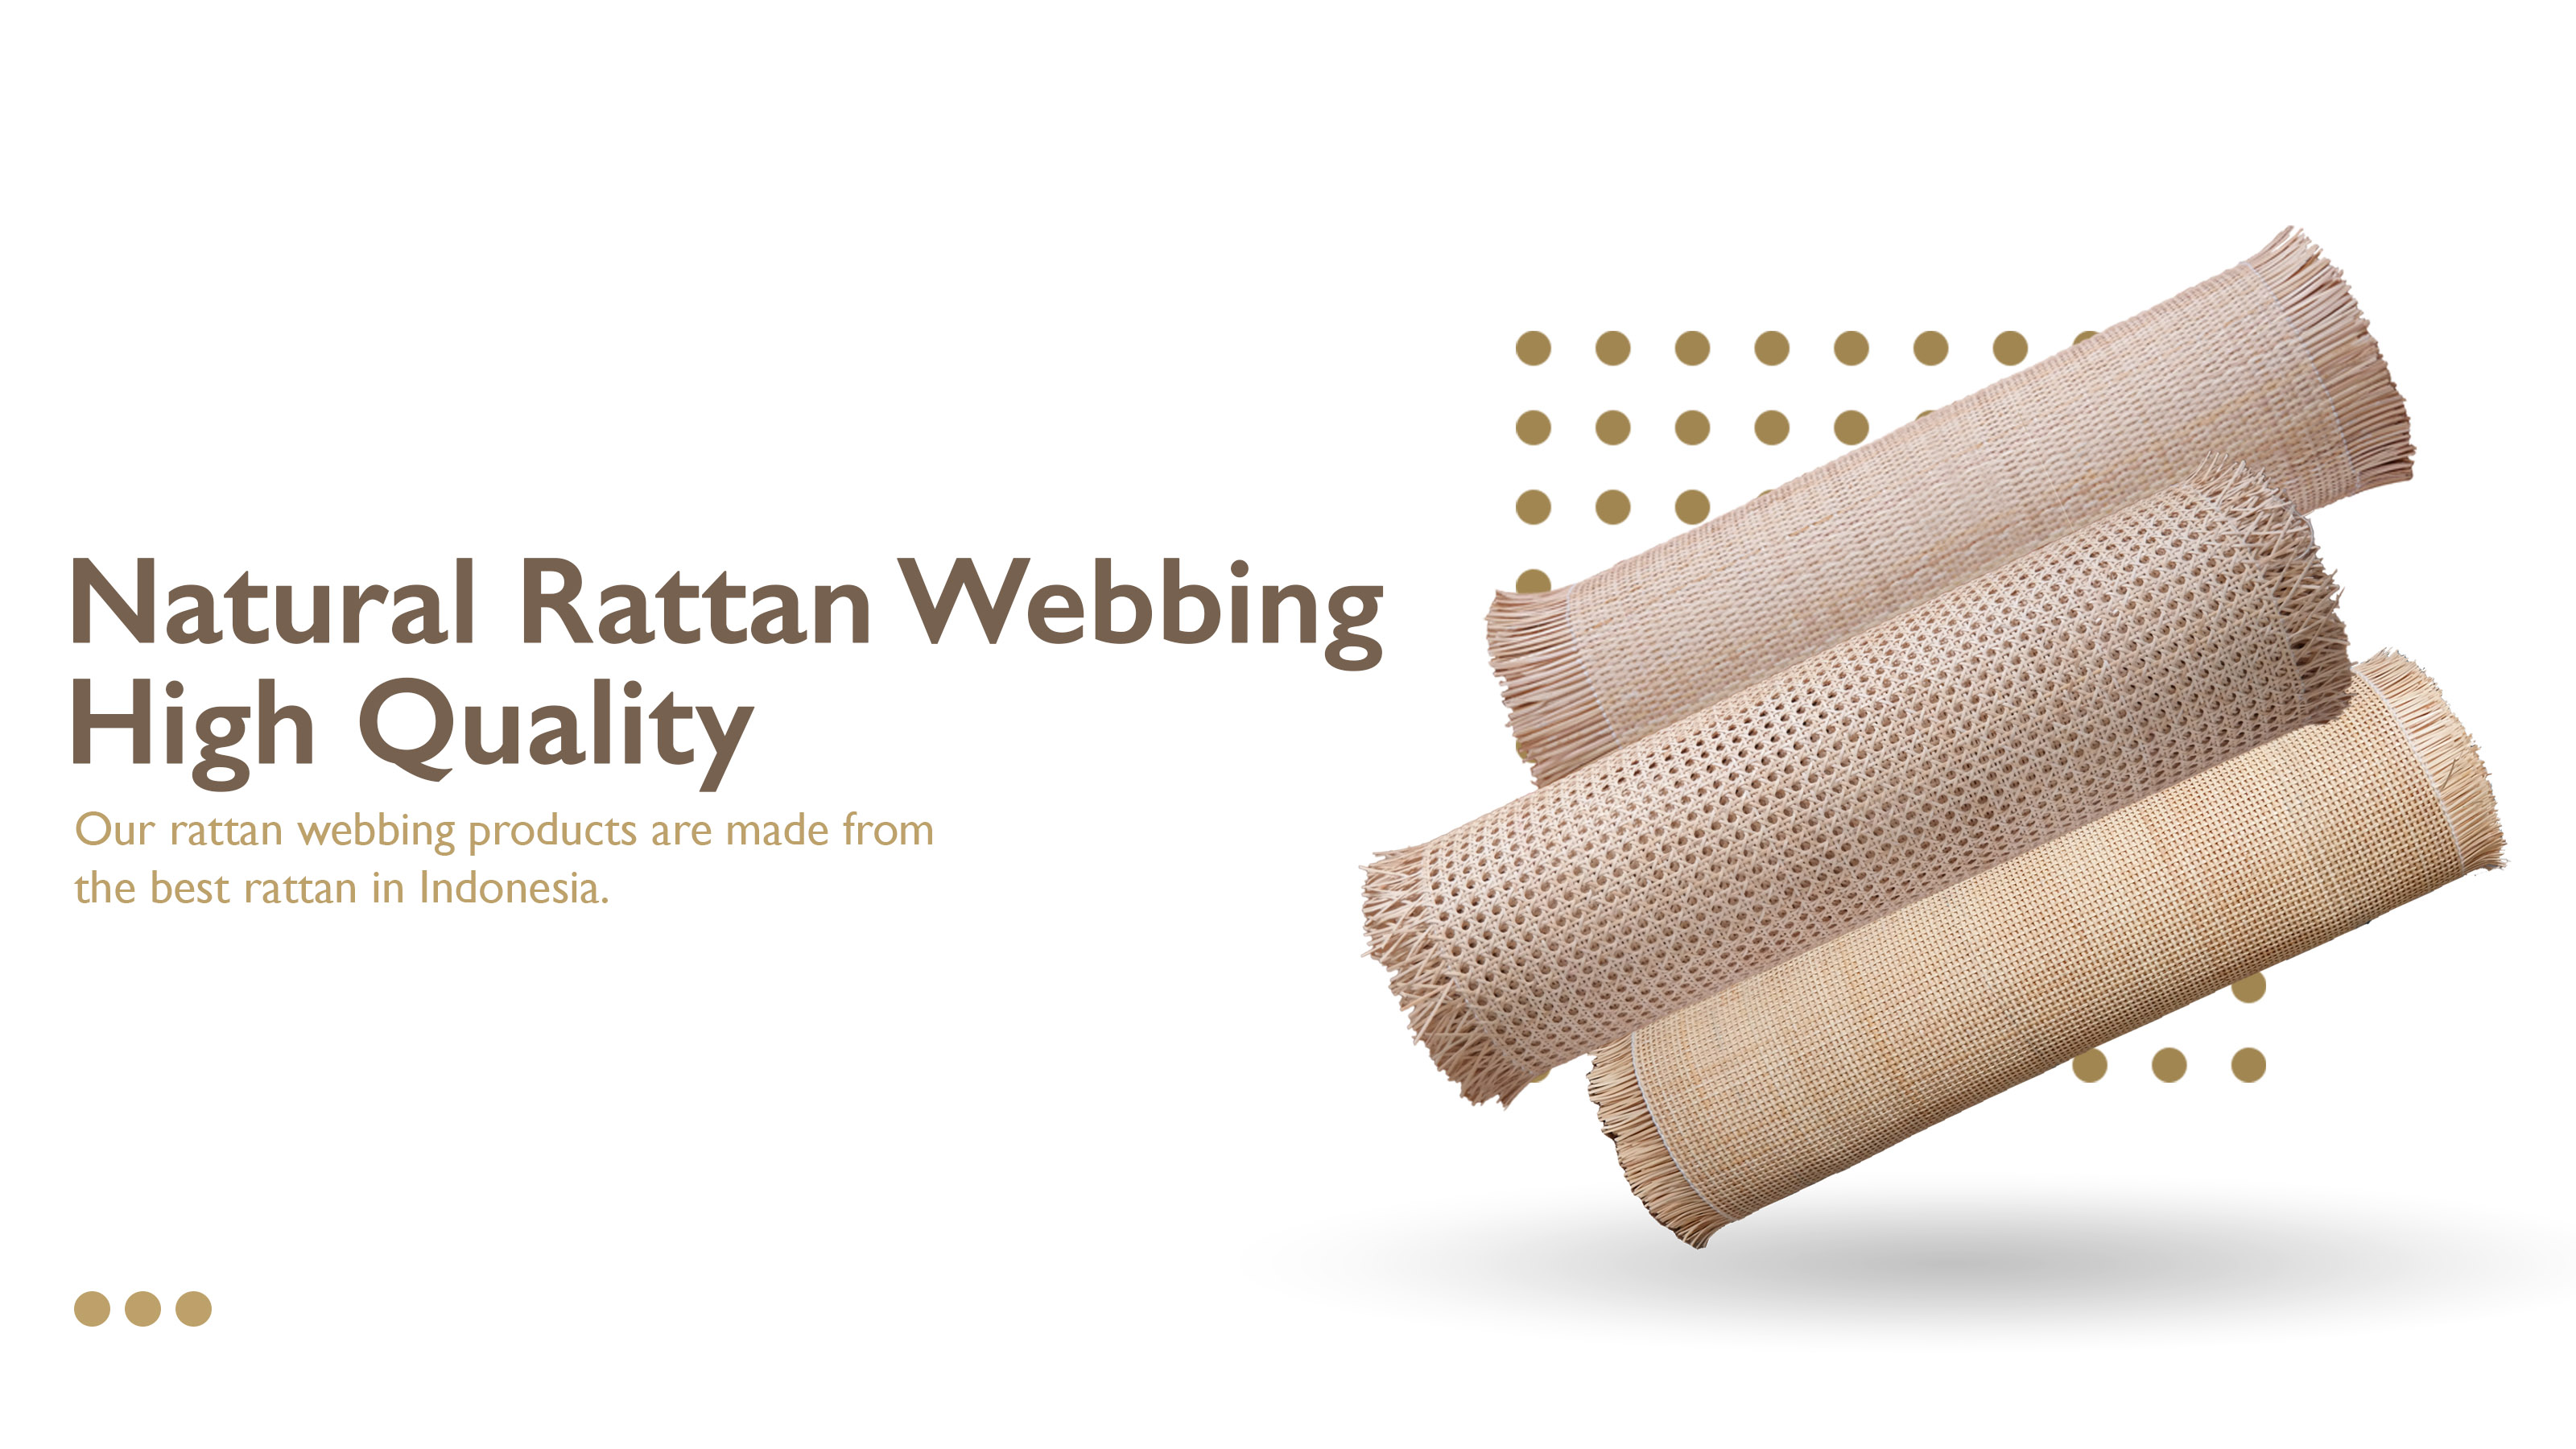 Natural Rattan Webbing
High Quality
Our rattan webbing products are made from
the best rattan in Indonesia.